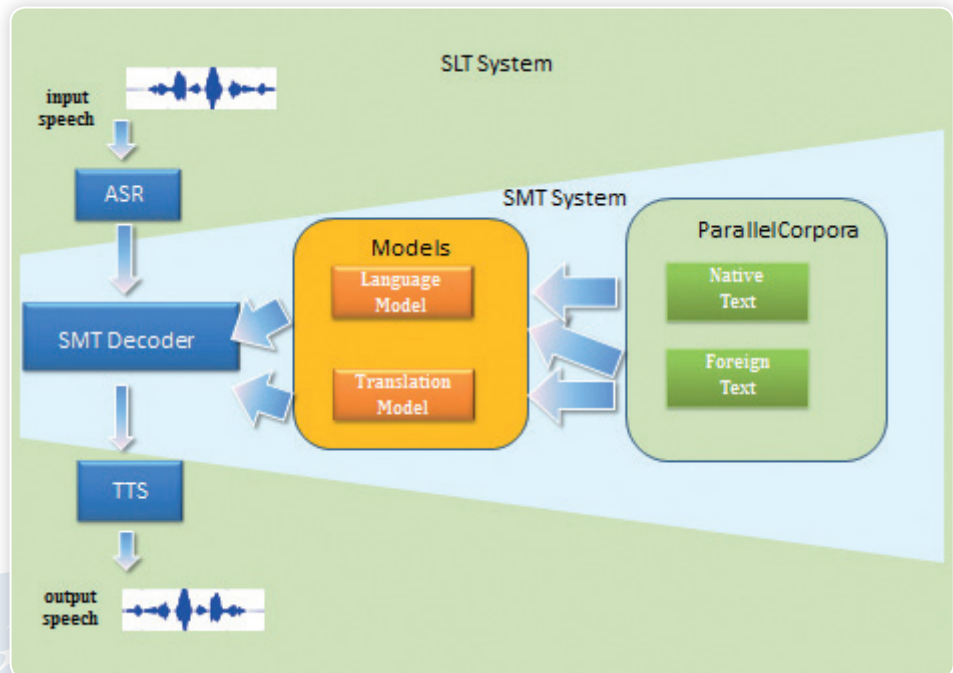 SLT System
input
speech
ASR
SMT System
Models
ParallelCorpora
Language
Model
Native
Text
SMT Decoder
Translation
Model
Foreign
Text
TTS
output
speech